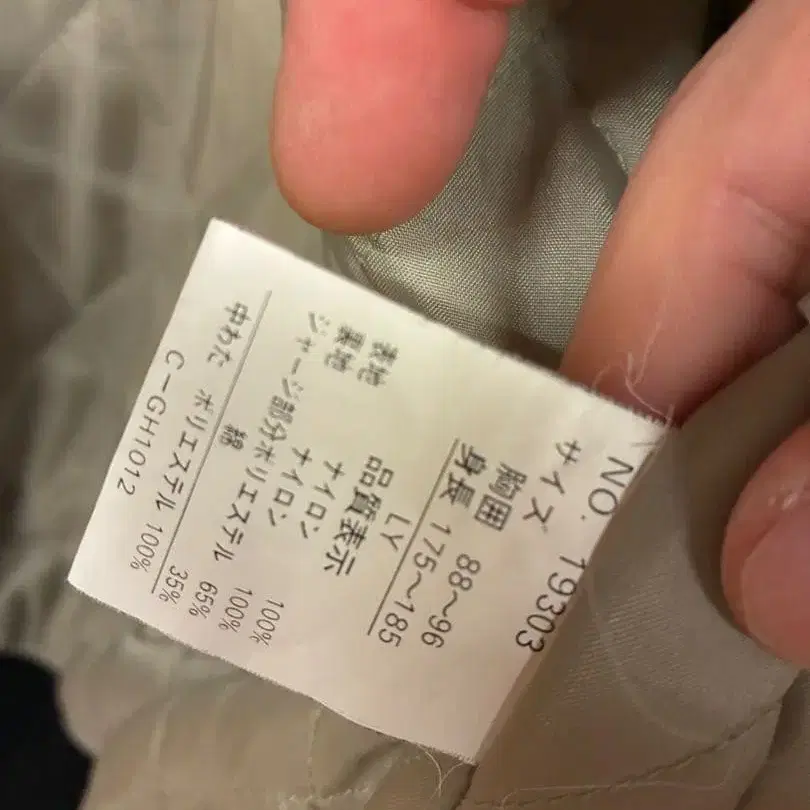 NO. 19303
サイズ
胸囲 88~96
身長 175~185
LY
品質表示
表地 ナイロン 100%
裏地 ナイロン 100%
ジャージ部分ポリエステル 65%
綿 35%
中わた ポリエステル 100%
C-GH1012